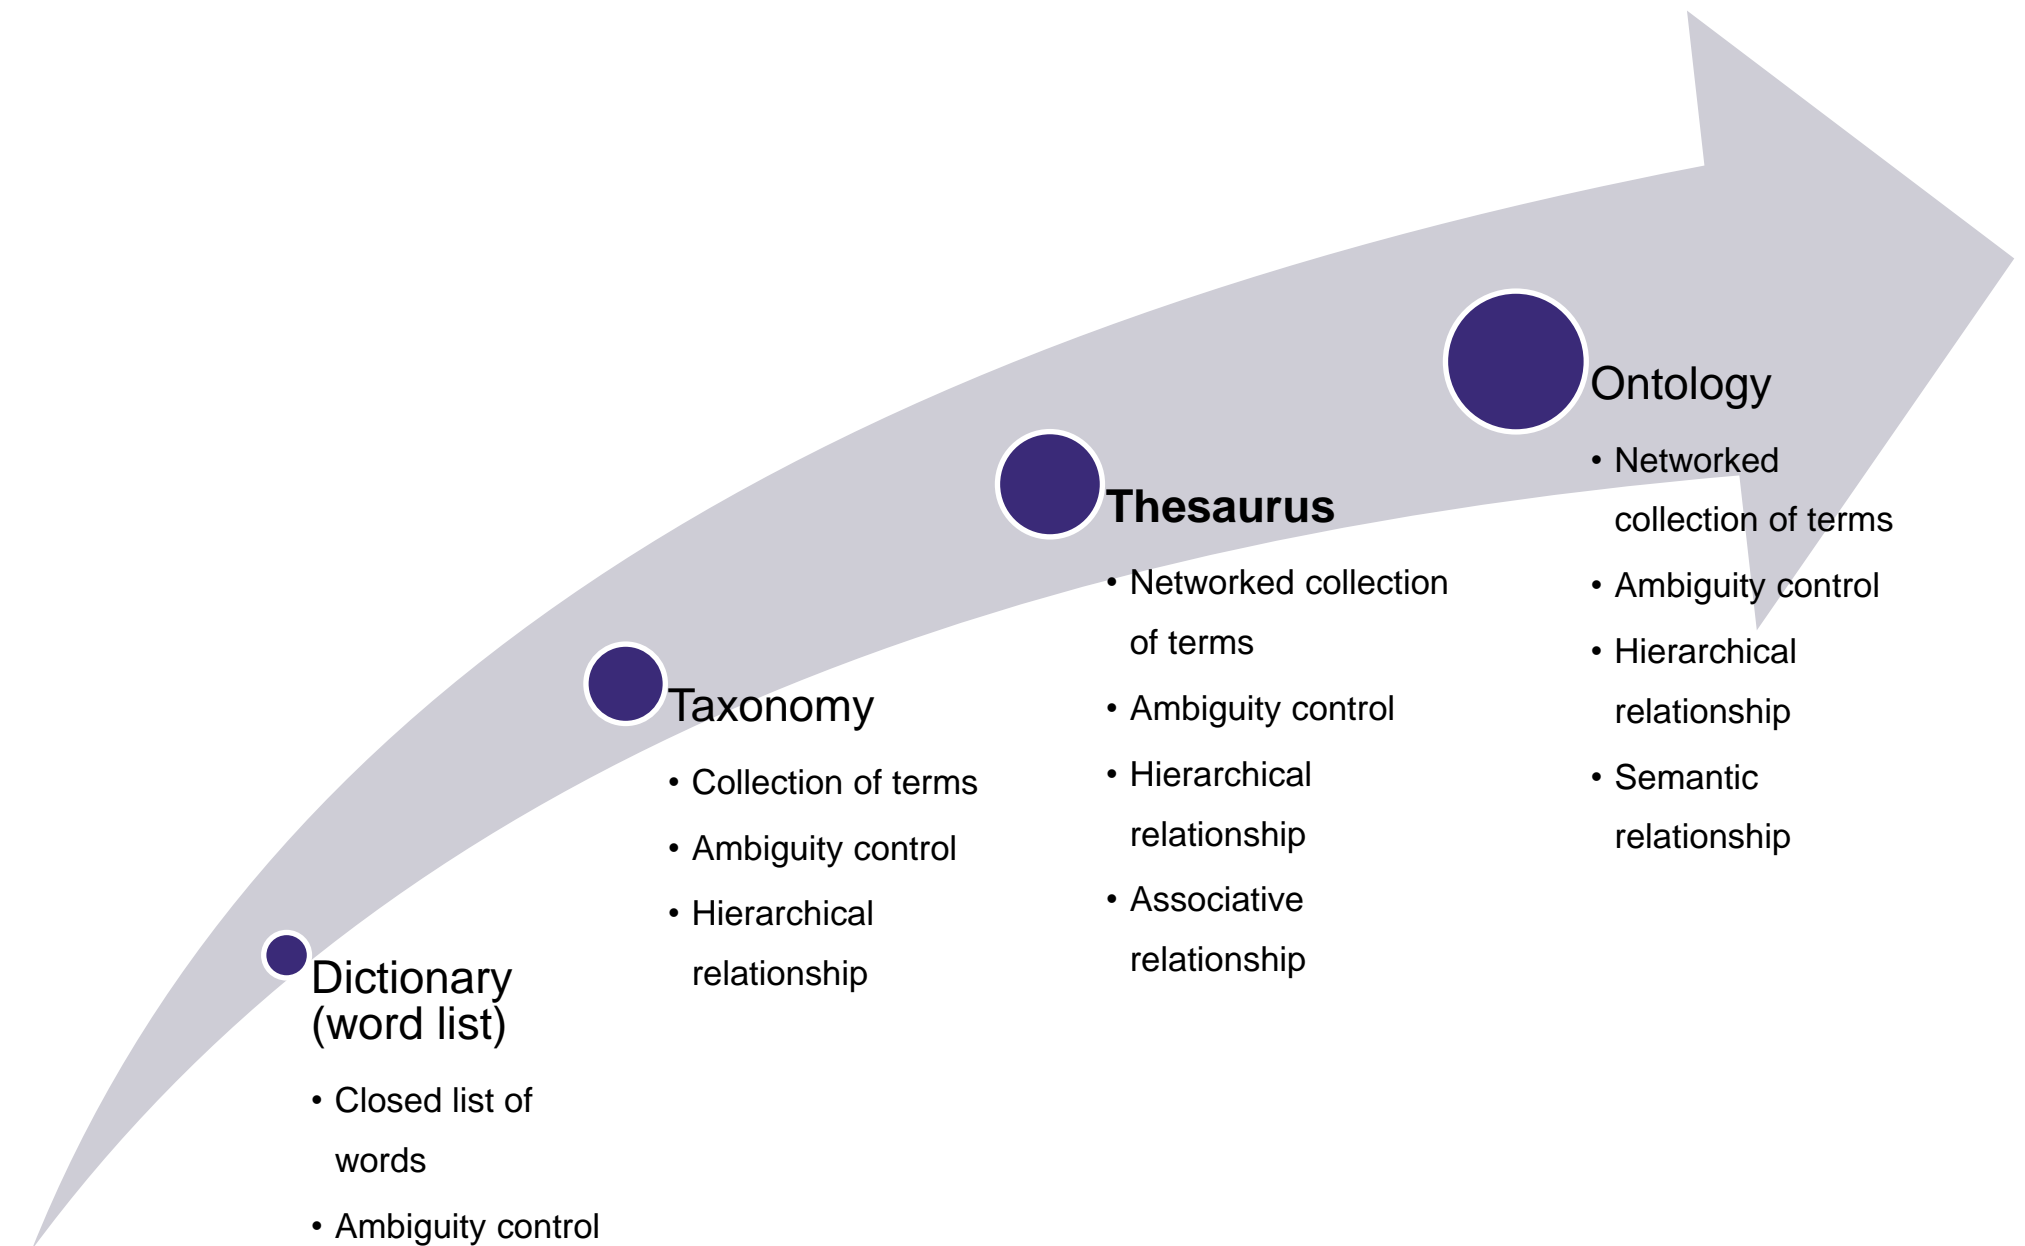 Dictionary
(word list)
• Closed list of
words
• Ambiguity control
Taxonomy
• Collection of terms
• Ambiguity control
• Hierarchical
relationship
Thesaurus
• Networked collection
of terms
• Ambiguity control
• Hierarchical
relationship
• Associative
relationship
Ontology
• Networked
collection of terms
• Ambiguity control
• Hierarchical
relationship
• Semantic
relationship